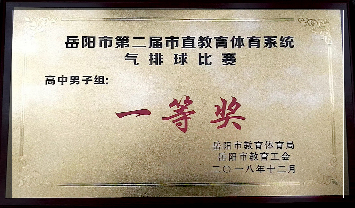 岳阳市第二届市直教育体育系统
气排球比赛
高中男子组:
一等奖
岳阳市教育体育局
岳阳市教育工会
二〇一八年十二月